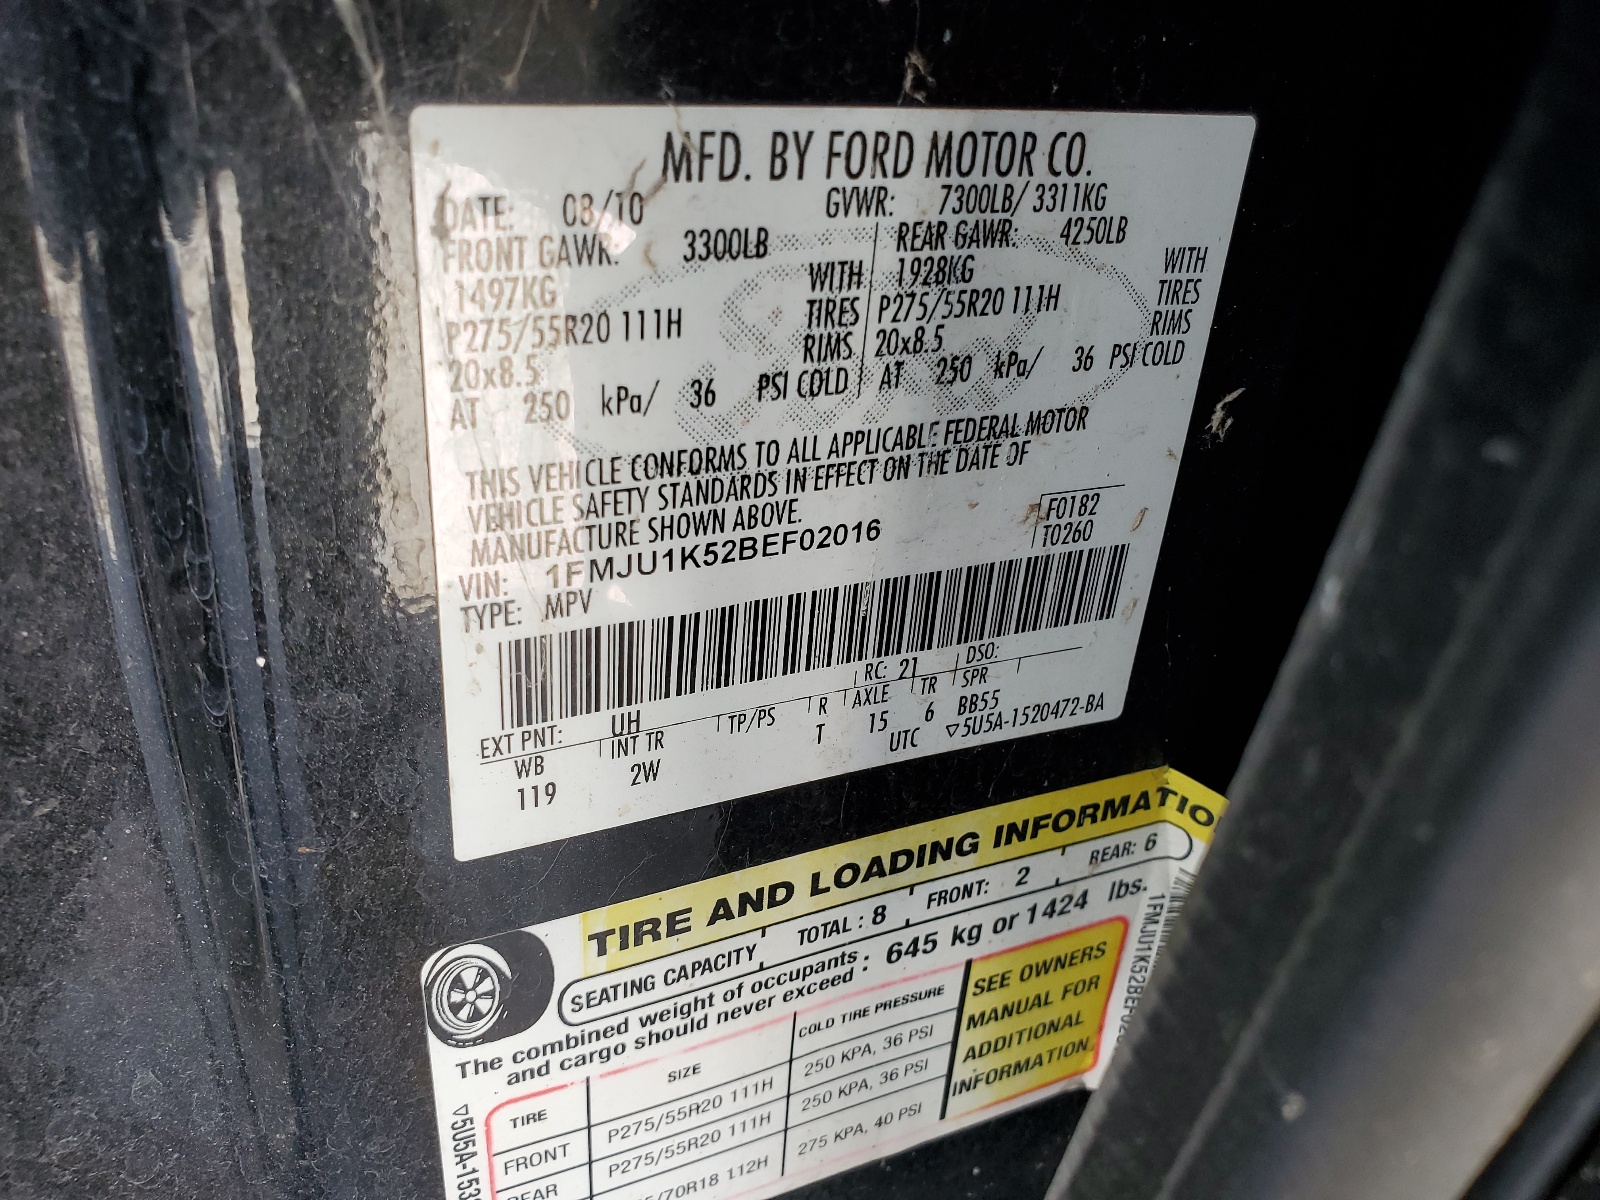 MFD. BY FORD MOTOR CO.
DATE: 08/10 GVWR: 7300LB/ 3311KG
FRONT GAWR: 3300LB REAR GAWR: 4250LB
1497KG WITH 1928KG WITH
P275/55R20 111H TIRES P275/55R20 111H TIRES
20x8.5 RIMS 20x8.5 RIMS
AT 250 kPa/ 36 PSI COLD AT 250 kPa/ 36 PSI COLD
THIS VEHICLE CONFORMS TO ALL APPLICABLE FEDERAL MOTOR
VEHICLE SAFETY STANDARDS IN EFFECT ON THE DATE OF
MANUFACTURE SHOWN ABOVE.
F0182
VIN: 1FMJU1K52BEF02016 T0260
TYPE: MPV
EXT PNT: UH RC: 21 DSO:
WB INT TR TP/PS R AXLE TR SPR
119 2W T 15 6 BB55
UTC ▽5U5A-1520472-BA
TIRE AND LOADING INFORMATIO
SEATING CAPACITY TOTAL : 8 FRONT: 2 REAR: 6
The combined weight of occupants
and cargo should never exceed : 645 kg or 1424 lbs.
TIRE SIZE COLD TIRE PRESSURE
FRONT P275/55R20 111H 250 KPA, 36 PSI
REAR P275/55R20 111H 250 KPA, 36 PSI
/70R18 112H 275 KPA, 40 PSI
SEE OWNERS
MANUAL FOR
ADDITIONAL
INFORMATION
1FMJU1K52BEF02
▽5U5A-153